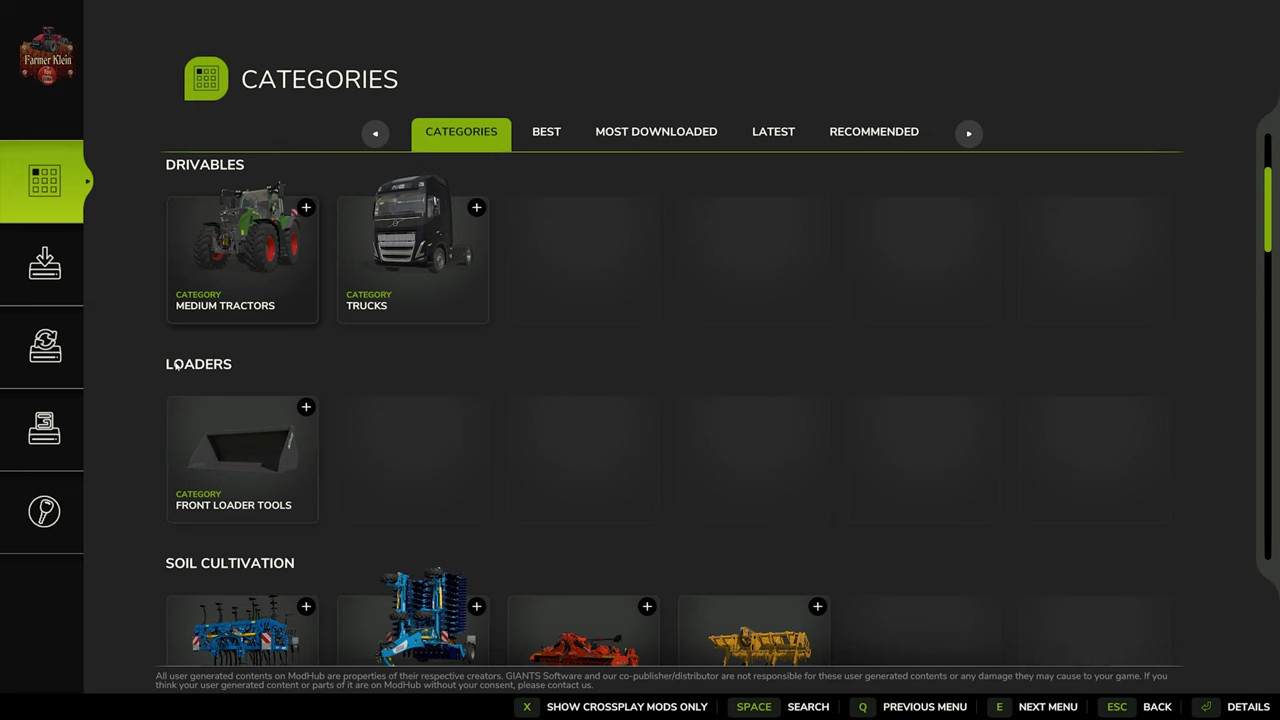 Farmer Klein
CATEGORIES
CATEGORIES
BEST
MOST DOWNLOADED
LATEST
RECOMMENDED
DRIVABLES
CATEGORY
MEDIUM TRACTORS
CATEGORY
TRUCKS
LOADERS
CATEGORY
FRONT LOADER TOOLS
SOIL CULTIVATION
All user generated contents on ModHub are properties of their respective creators. GIANTS Software and our co-publisher/distributor are not responsible for these user generated contents or any damage they may cause to your game. If you
think your user generated content or parts of it are on ModHub without your consent, please contact us.
X SHOW CROSSPLAY MODS ONLY SPACE SEARCH Q PREVIOUS MENU E NEXT MENU ESC BACK DETAILS